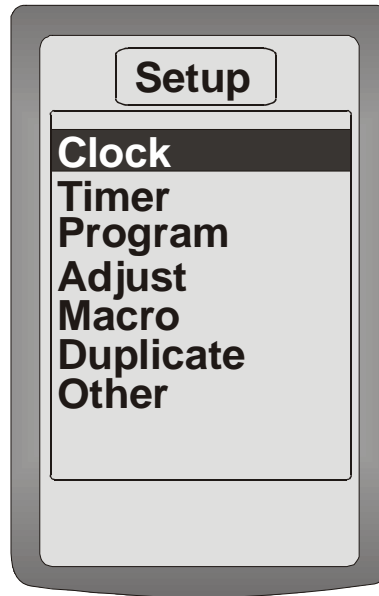 Setup
Clock
Timer
Program
Adjust
Macro
Duplicate
Other